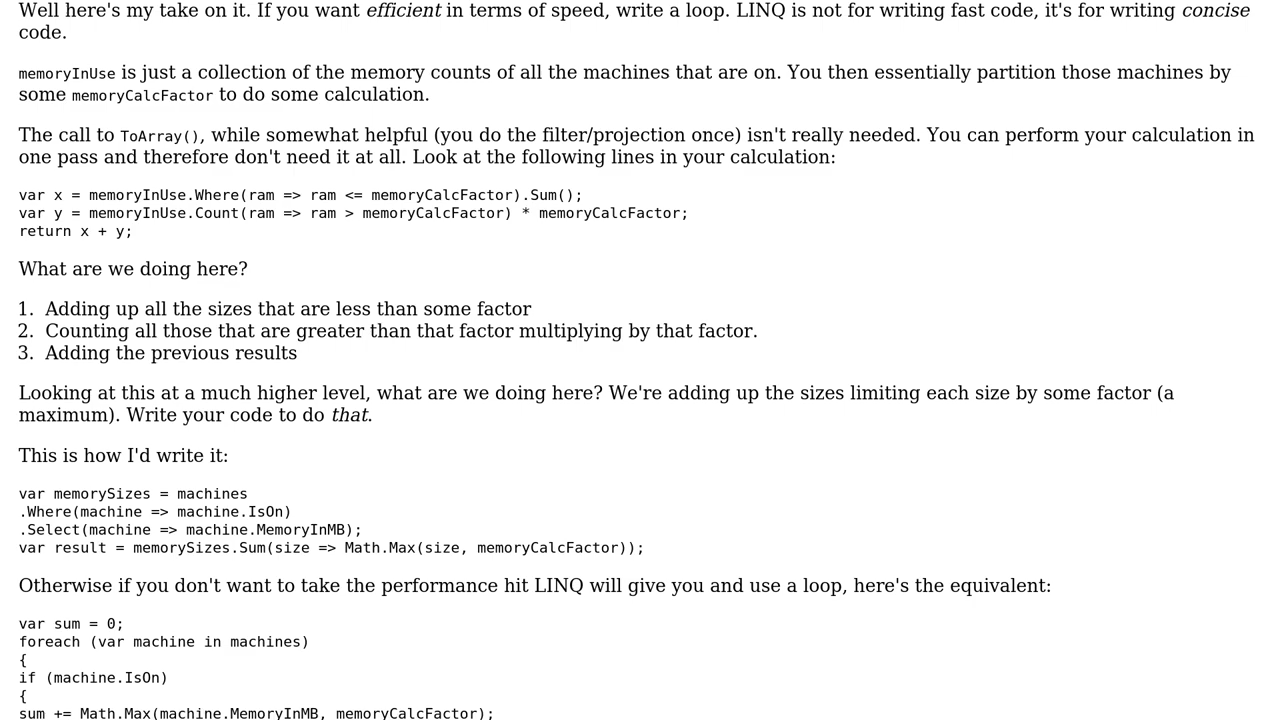 Well here's my take on it. If you want efficient in terms of speed, write a loop. LINQ is not for writing fast code, it's for writing concise
code.
memoryInUse is just a collection of the memory counts of all the machines that are on. You then essentially partition those machines by
some memoryCalcFactor to do some calculation.
The call to ToArray(), while somewhat helpful (you do the filter/projection once) isn't really needed. You can perform your calculation in
one pass and therefore don't need it at all. Look at the following lines in your calculation:
var x = memoryInUse.Where(ram => ram <= memoryCalcFactor).Sum();
var y = memoryInUse.Count(ram => ram > memoryCalcFactor) * memoryCalcFactor;
return x + y;
What are we doing here?
1. Adding up all the sizes that are less than some factor
2. Counting all those that are greater than that factor multiplying by that factor.
3. Adding the previous results
Looking at this at a much higher level, what are we doing here? We're adding up the sizes limiting each size by some factor (a
maximum). Write your code to do that.
This is how I'd write it:
var memorySizes = machines
.Where(machine => machine.IsOn)
.Select(machine => machine.MemoryInMB);
var result = memorySizes.Sum(size => Math.Max(size, memoryCalcFactor));
Otherwise if you don't want to take the performance hit LINQ will give you and use a loop, here's the equivalent:
var sum = 0;
foreach (var machine in machines)
{
if (machine.IsOn)
{
sum += Math.Max(machine.MemoryInMB, memoryCalcFactor);